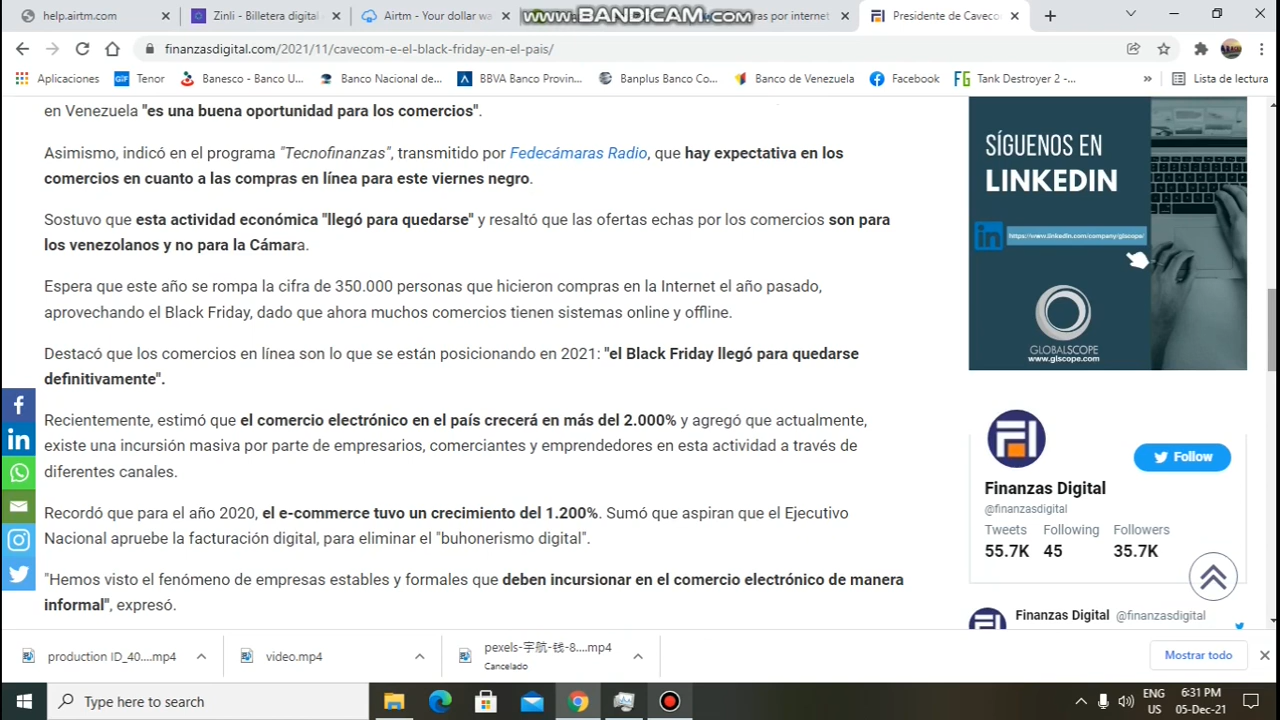 help.airtm.com
Zinli - Billetera digital
Airtm - Your dollar wa
www.BANDICAM.com
ras por internet
Presidente de Caveco
finanzasdigital.com/2021/11/cavecom-e-el-black-friday-en-el-pais/
Aplicaciones
Tenor
Banesco - Banco U...
Banco Nacional de...
BBVA Banco Provin...
Banplus Banco Co...
Banco de Venezuela
Facebook
Tank Destroyer 2 -...
Lista de lectura
en Venezuela "es una buena oportunidad para los comercios".
Asimismo, indicó en el programa "Tecnofinanzas", transmitido por Fedecámaras Radio, que hay expectativa en los
comercios en cuanto a las compras en línea para este viernes negro.
Sostuvo que esta actividad económica "llegó para quedarse" y resaltó que las ofertas echas por los comercios son para
los venezolanos y no para la Cámara.
Espera que este año se rompa la cifra de 350.000 personas que hicieron compras en la Internet el año pasado,
aprovechando el Black Friday, dado que ahora muchos comercios tienen sistemas online y offline.
Destacó que los comercios en línea son lo que se están posicionando en 2021: "el Black Friday llegó para quedarse
definitivamente".
Recientemente, estimó que el comercio electrónico en el país crecerá en más del 2.000% y agregó que actualmente,
existe una incursión masiva por parte de empresarios, comerciantes y emprendedores en esta actividad a través de
diferentes canales.
Recordó que para el año 2020, el e-commerce tuvo un crecimiento del 1.200%. Sumó que aspiran que el Ejecutivo
Nacional apruebe la facturación digital, para eliminar el "buhonerismo digital".
"Hemos visto el fenómeno de empresas estables y formales que deben incursionar en el comercio electrónico de manera
informal", expresó.
SÍGUENOS EN
LINKEDIN
https://www.linkedin.com/company/glscope/
GLOBALSCOPE
www.glscope.com
Follow
Finanzas Digital
@finanzasdigital
Tweets Following Followers
55.7K 45 35.7K
Finanzas Digital @finanzasdigital
production ID_40....mp4
video.mp4
pexels-宇航-钱-8....mp4
Cancelado
Mostrar todo
Type here to search
ENG
US
6:31 PM
05-Dec-21